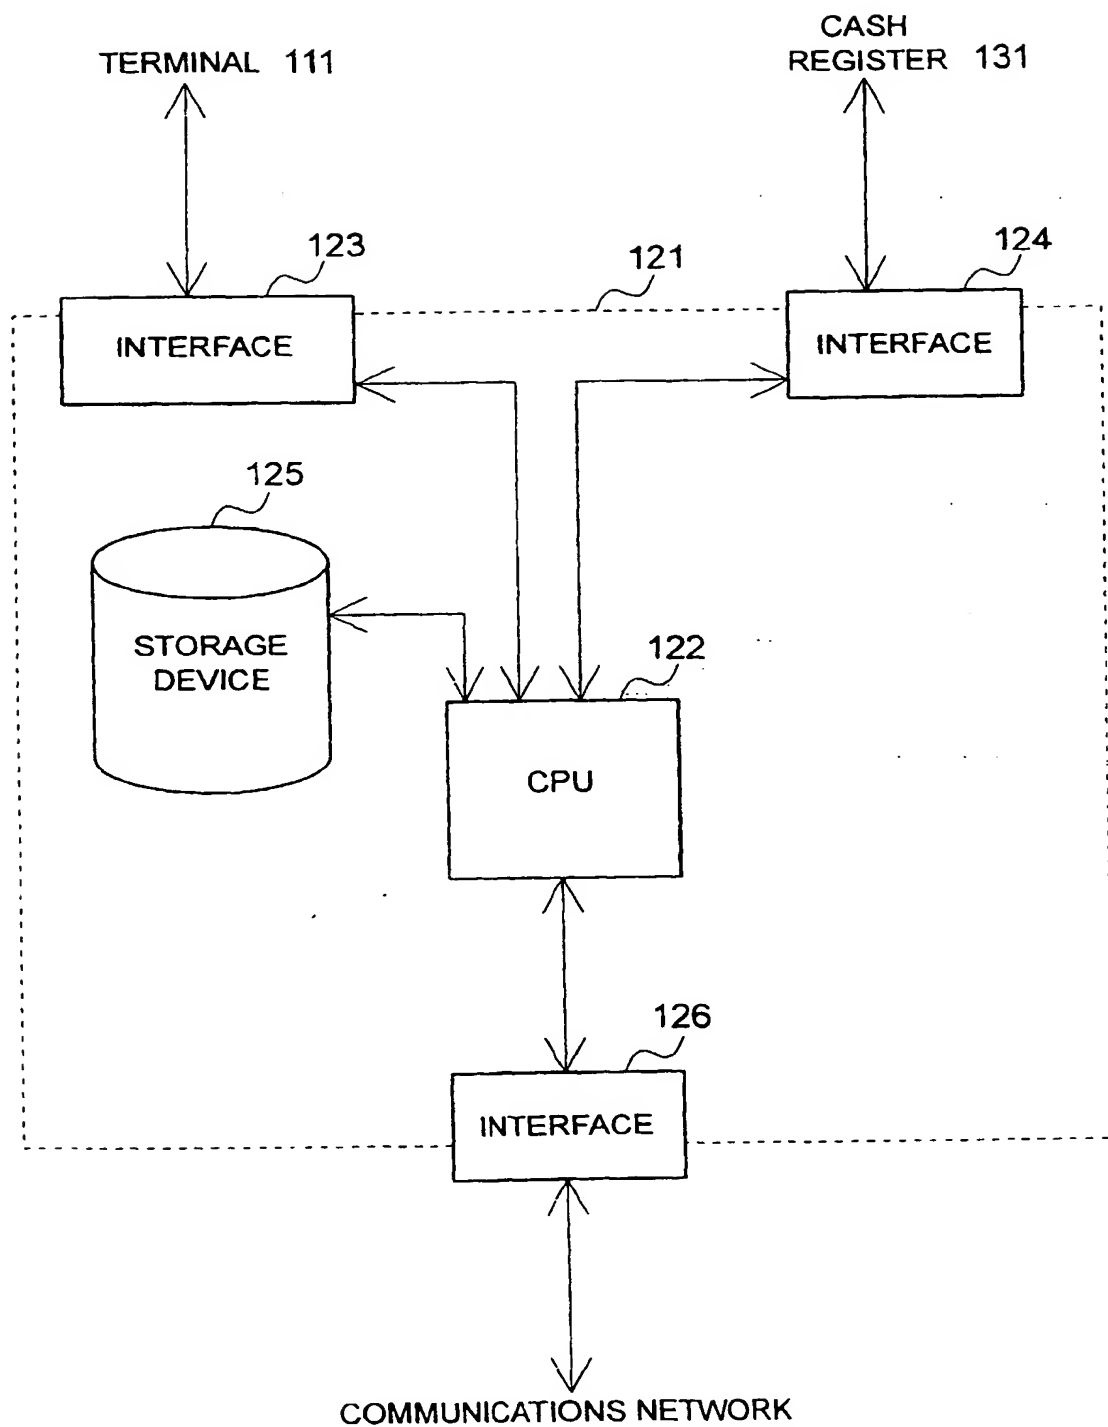 TERMINAL 111
CASH
REGISTER 131
123
121
124
INTERFACE
INTERFACE
125
STORAGE
DEVICE
122
CPU
126
INTERFACE
COMMUNICATIONS NETWORK